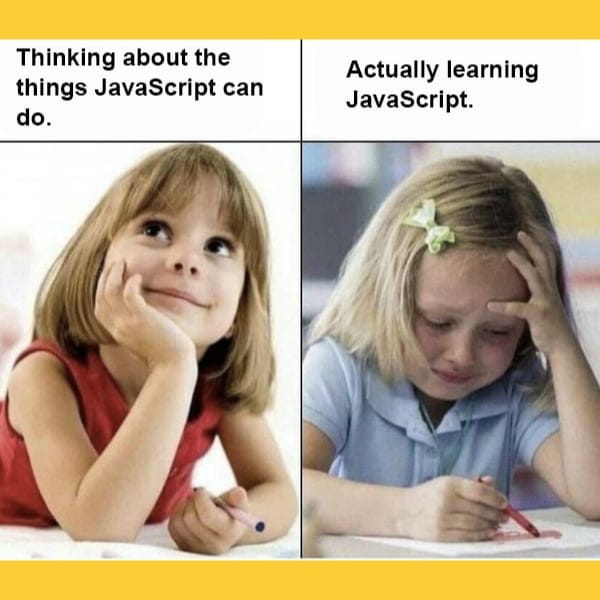 Thinking about the
things JavaScript can
do.
Actually learning
JavaScript.